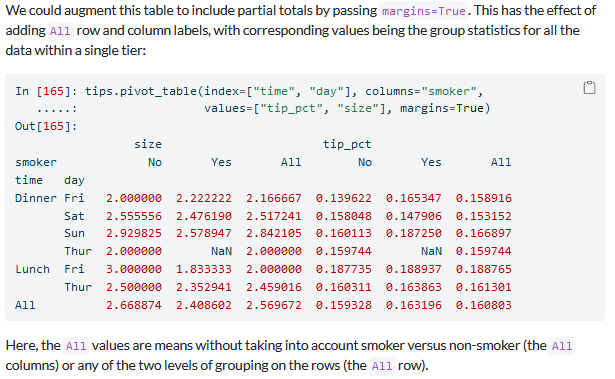 We could augment this table to include partial totals by passing margins=True. This has the effect of
adding All row and column labels, with corresponding values being the group statistics for all the
data within a single tier:
In [165]: tips.pivot_table(index=["time", "day"], columns="smoker",
   .....:                  values=["tip_pct", "size"], margins=True)
Out[165]:
                 size                       tip_pct
smoker             No       Yes       All        No       Yes       All
time   day
Dinner Fri   2.000000  2.222222  2.166667  0.139622  0.165347  0.158916
       Sat   2.555556  2.476190  2.517241  0.158048  0.147906  0.153152
       Sun   2.929825  2.578947  2.842105  0.160113  0.187250  0.166897
       Thur  2.000000       NaN  2.000000  0.159744       NaN  0.159744
Lunch  Fri   3.000000  1.833333  2.000000  0.187735  0.188937  0.188765
       Thur  2.500000  2.352941  2.459016  0.160311  0.163863  0.161301
All          2.668874  2.408602  2.569672  0.159328  0.163196  0.160803
Here, the All values are means without taking into account smoker versus non-smoker (the All
columns) or any of the two levels of grouping on the rows (the All row).